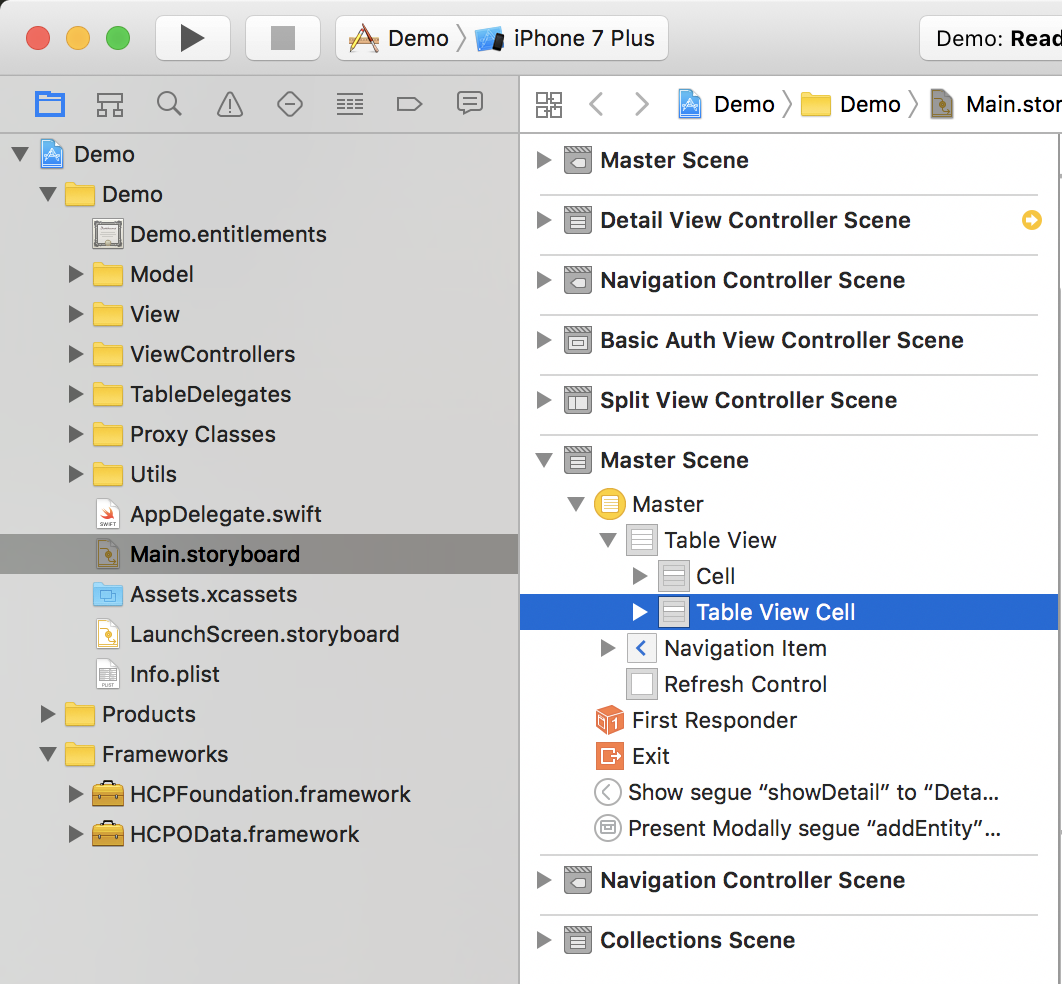 Demo
iPhone 7 Plus
Demo:
Demo
Demo
Demo
Demo
Demo.entitlements
Model
View
ViewControllers
TableDelegates
Proxy Classes
Utils
AppDelegate.swift
Main.storyboard
Assets.xcassets
LaunchScreen.storyboard
Info.plist
Products
Frameworks
HCPFoundation.framework
HCPOData.framework
Master Scene
Detail View Controller Scene
Navigation Controller Scene
Basic Auth View Controller Scene
Split View Controller Scene
Master Scene
Master
Table View
Cell
Table View Cell
Navigation Item
Refresh Control
First Responder
Exit
Show segue “showDetail” to “Deta...
Present Modally segue “addEntity”...
Navigation Controller Scene
Collections Scene